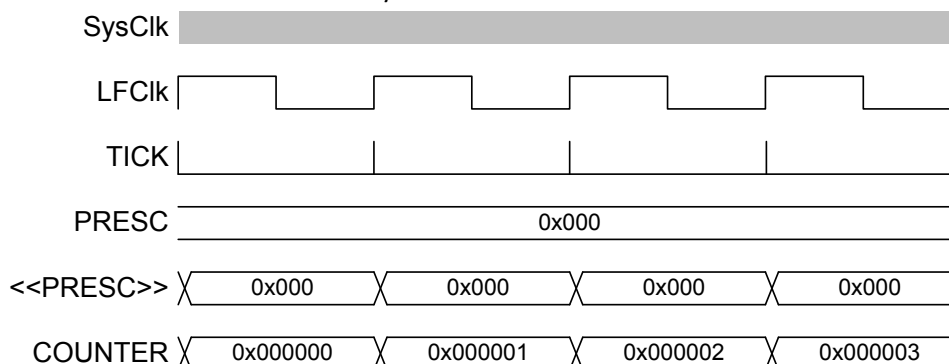 SysClk
LFClk
TICK
PRESC 0x000
<<PRESC>> 0x000 0x000 0x000 0x000
COUNTER 0x000000 0x000001 0x000002 0x000003